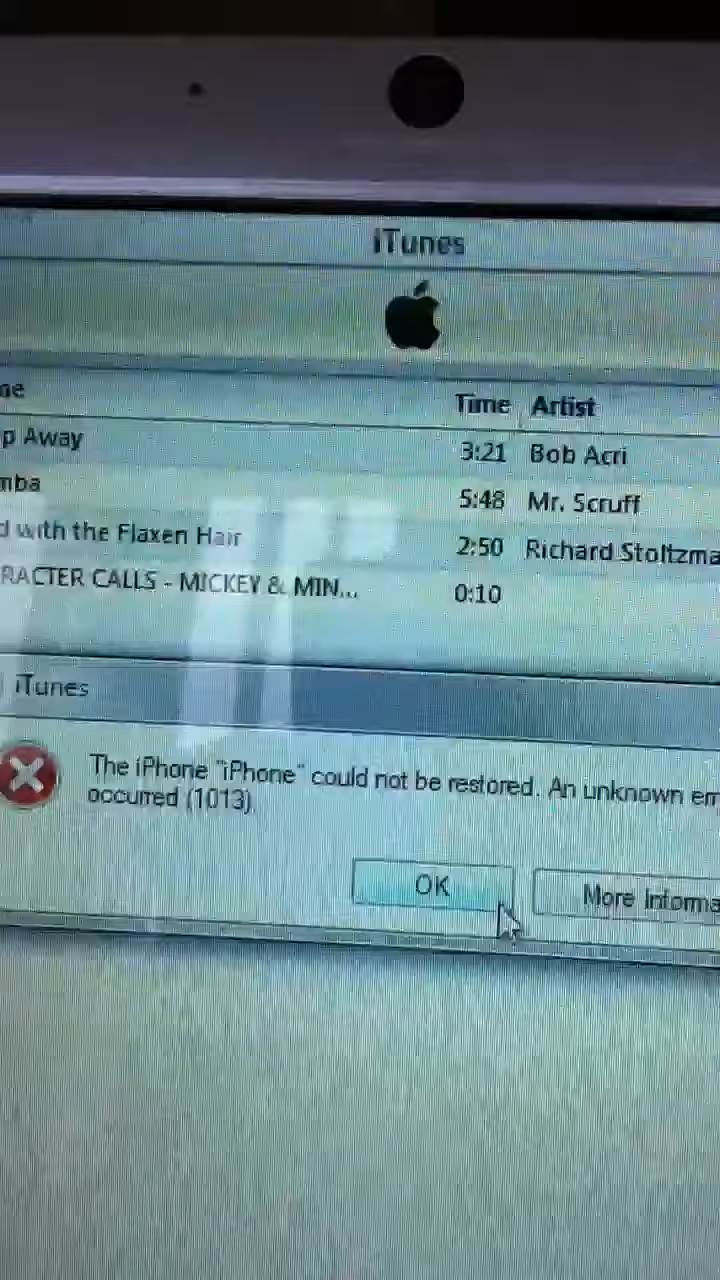 iTunes
Time Artist
p Away 3:21 Bob Acri
mba 5:48 Mr. Scruff
d with the Flaxen Hair 2:50 Richard Stoltzma
RACTER CALLS - MICKEY & MIN... 0:10
iTunes
The iPhone "iPhone" could not be restored. An unknown err
occurred (1013).
OK More Informa